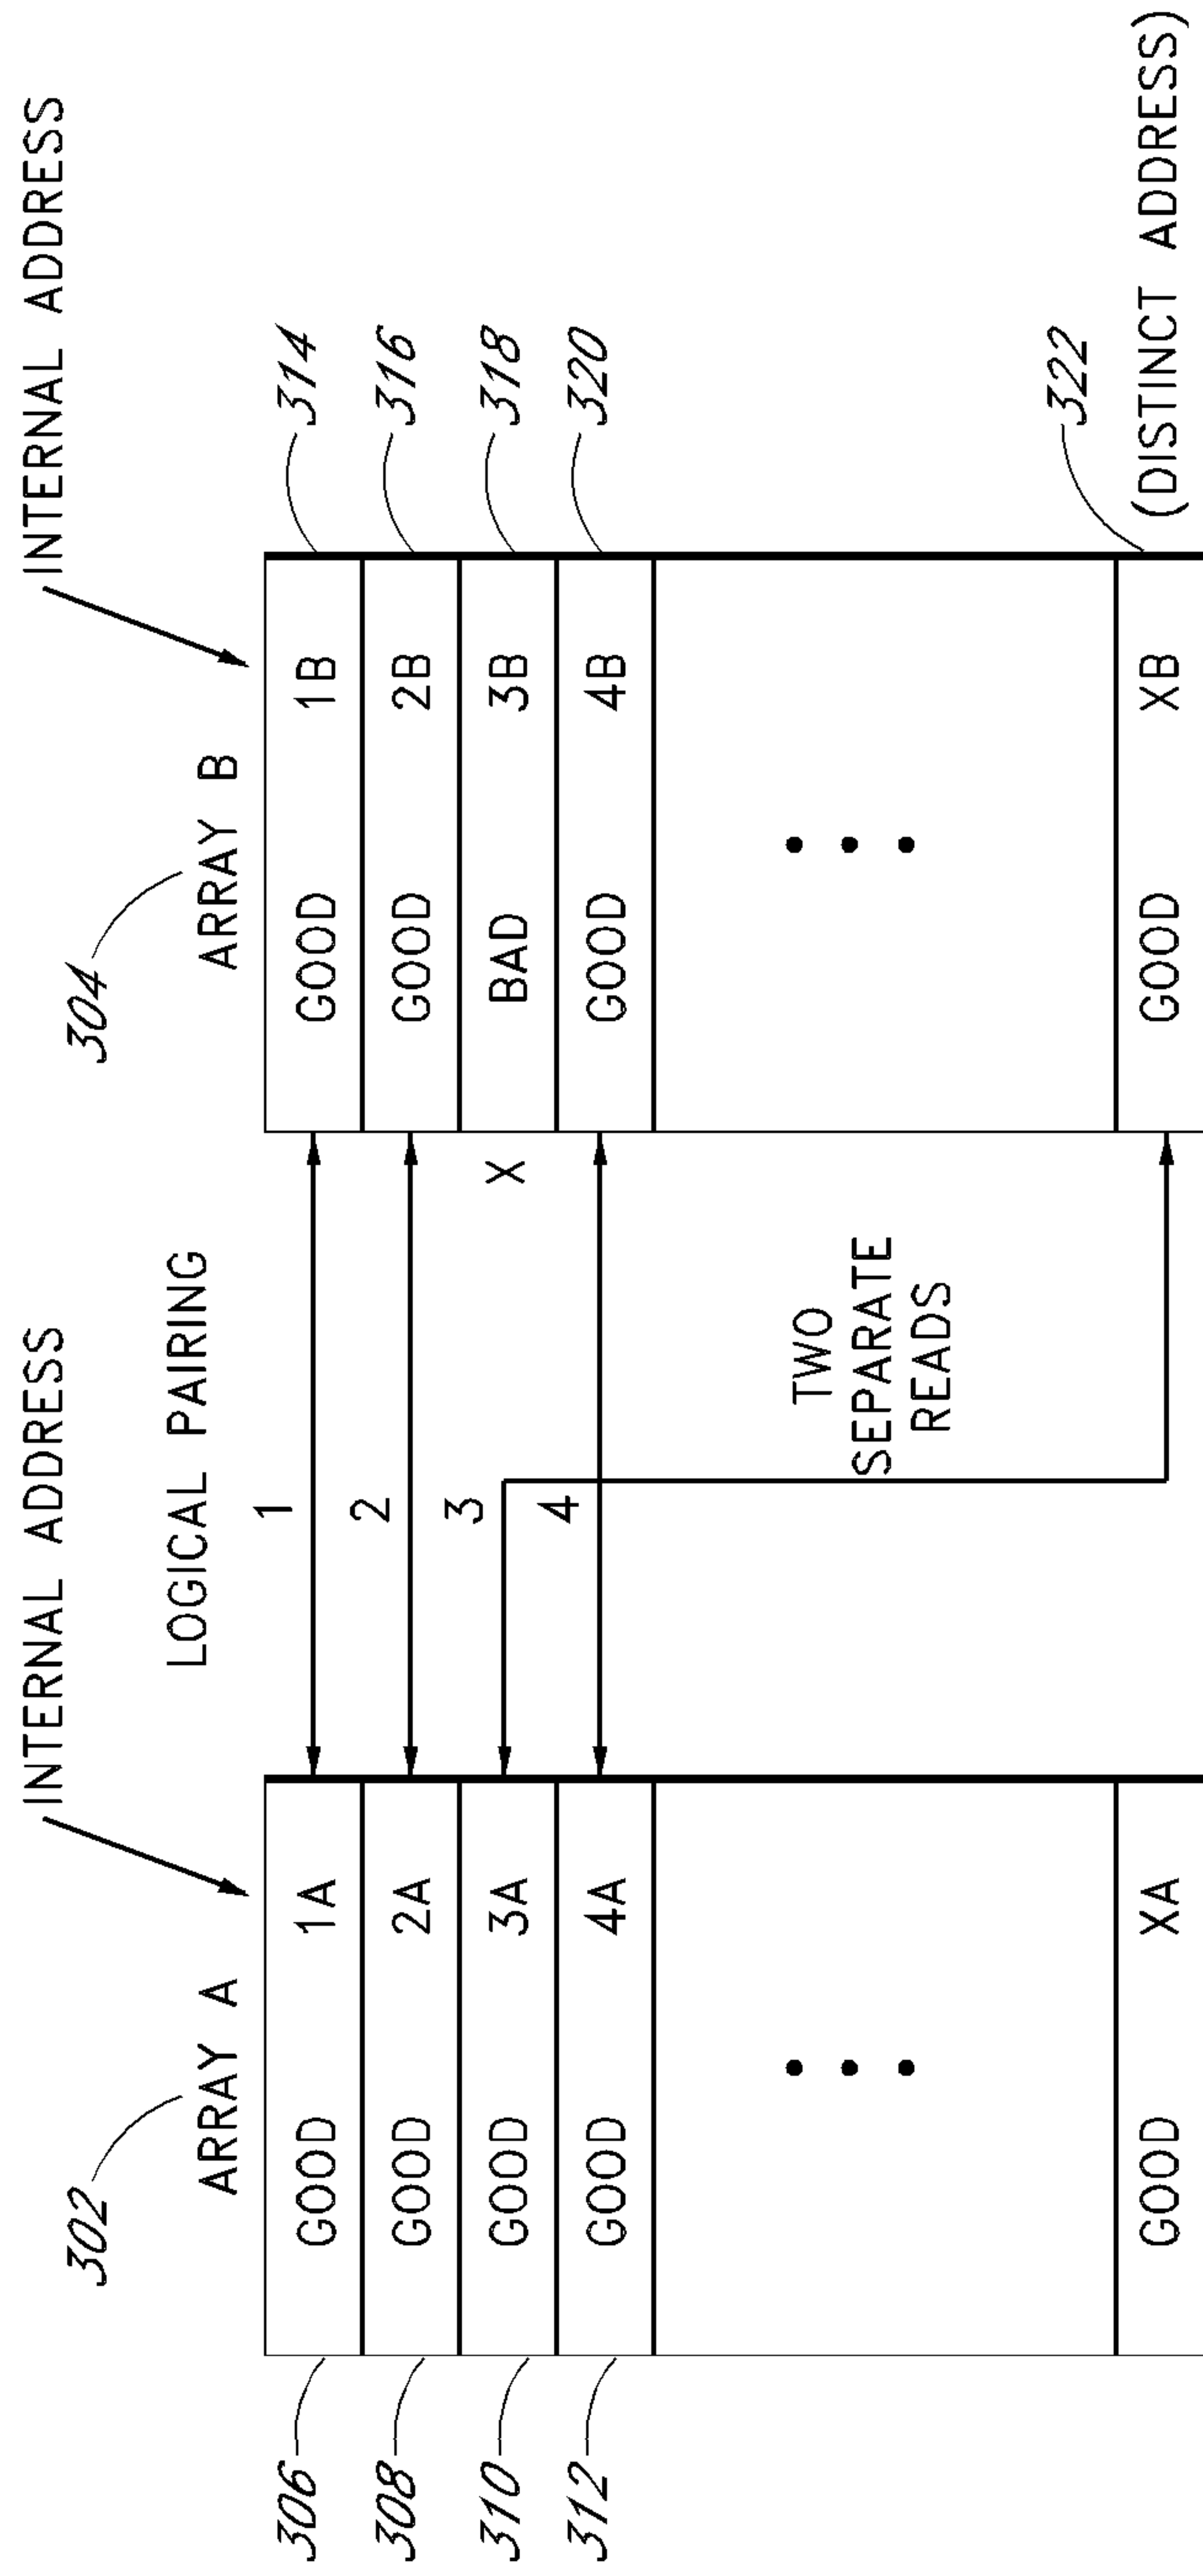 INTERNAL ADDRESS
INTERNAL ADDRESS
302
304
LOGICAL PAIRING
ARRAY A
ARRAY B
306
GOOD 1A
1
GOOD 1B
314
308
GOOD 2A
2
GOOD 2B
316
310
GOOD 3A
3
X
BAD 3B
318
312
GOOD 4A
4
GOOD 4B
320
TWO
SEPARATE
READS
322
GOOD XA
GOOD XB
(DISTINCT ADDRESS)